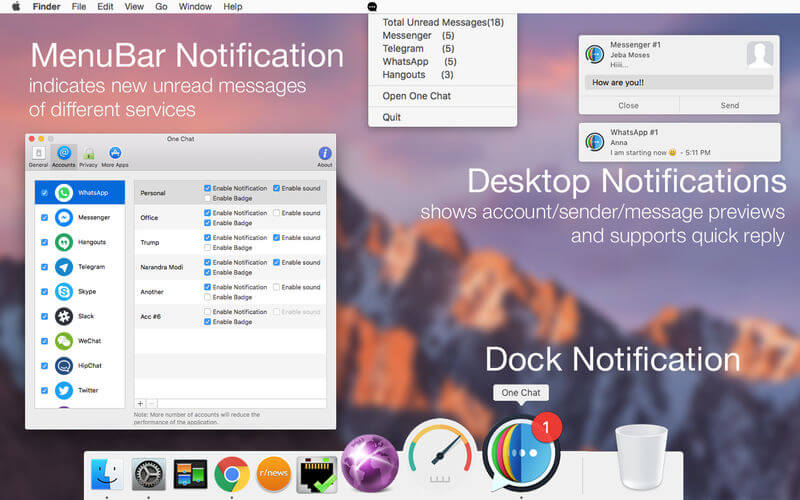 Finder File Edit View Go Window Help
MenuBar Notification
indicates new unread messages
of different services
Total Unread Messages(18)
Messenger (5)
Telegram (5)
WhatsApp (5)
Hangouts (3)
Open One Chat
Quit
Messenger #1
Jeba Moses
Hiiii...
How are you!!
Close Send
WhatsApp #1
Anna
I am starting now 😀 - 5:11 PM
Desktop Notifications
shows account/sender/message previews
and supports quick reply
One Chat
General Accounts Privacy More Apps About
WhatsApp
Messenger
Hangouts
Telegram
Skype
Slack
WeChat
HipChat
Twitter
Personal Enable Notification Enable sound
Enable Badge
Office Enable Notification Enable sound
Enable Badge
Trump Enable Notification Enable sound
Enable Badge
Narandra Modi Enable Notification Enable sound
Enable Badge
Another Enable Notification Enable sound
Enable Badge
Acc #6 Enable Notification Enable sound
Enable Badge
+ −
Note: More number of accounts will reduce the
performance of the application.
Dock Notification
One Chat
1
r/news